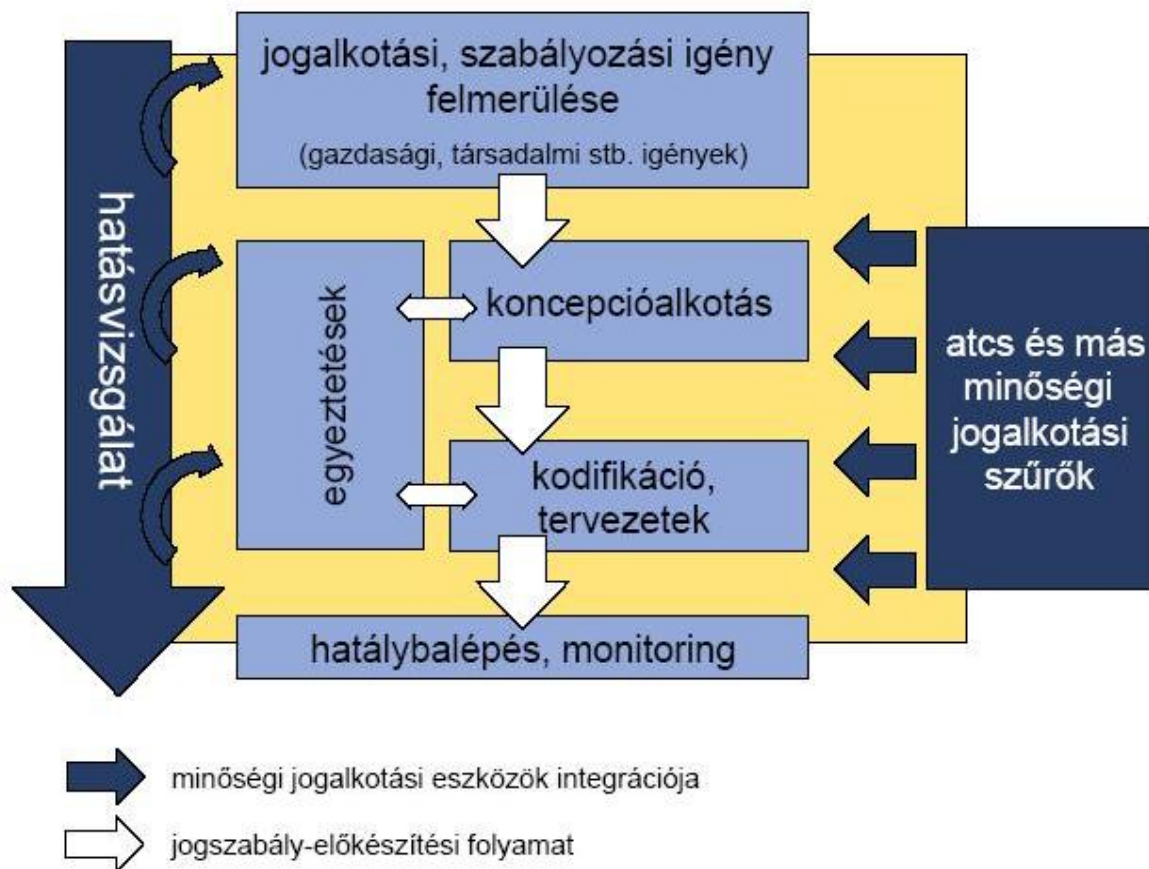 jogalkotási, szabályozási igény
felmerülése
(gazdasági, társadalmi stb. igények)
hatásvizsgálat
egyeztetések
koncepcióalkotás
kodifikáció,
tervezetek
atcs és más
minőségi
jogalkotási
szűrők
hatálybalépés, monitoring
minőségi jogalkotási eszközök integrációja
jogszabály-előkészítési folyamat